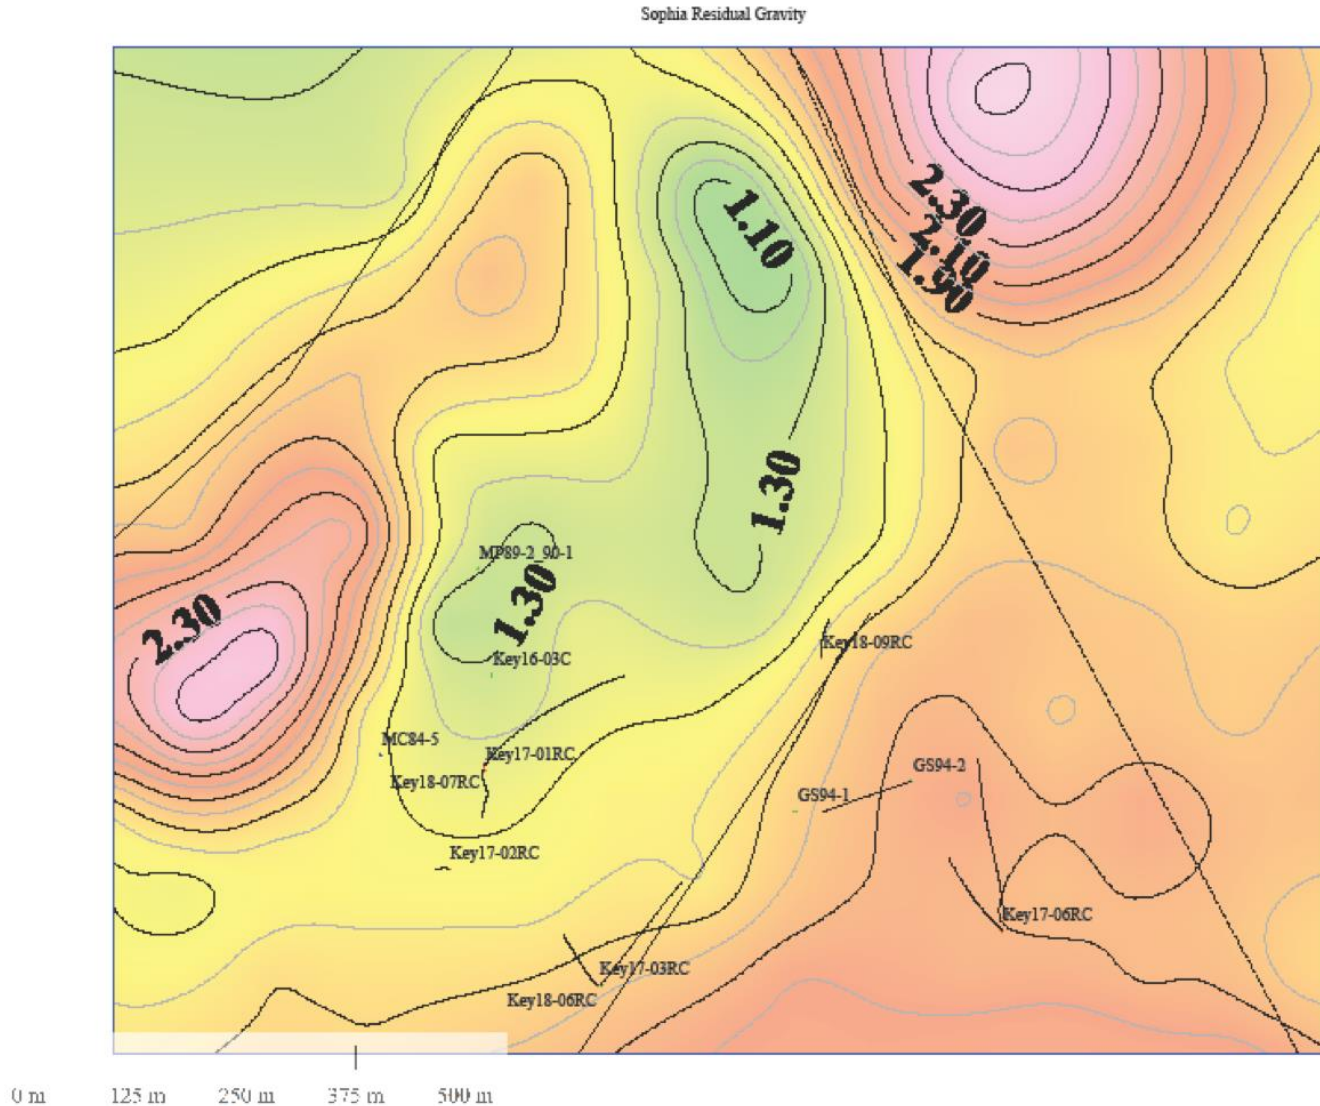 Sophia Residual Gravity
1.10
2.30
2.10
1.90
1.30
MP89-2_90-1
1.30
2.30
Key16-03C
Key18-09RC
MC84-5
Key17-01RC
GS94-2
Key18-07RC
GS94-1
Key17-02RC
Key17-06RC
Key17-03RC
Key18-06RC
0 m 125 m 250 m 375 m 500 m